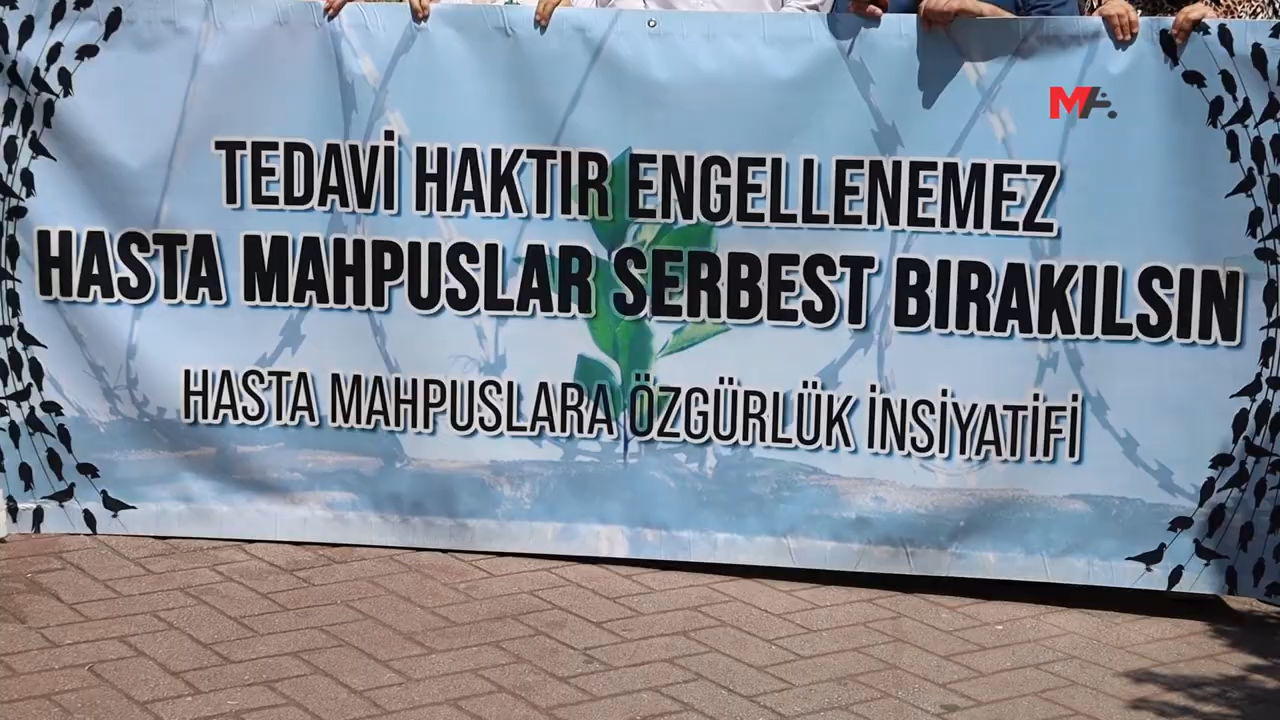 MA
TEDAVİ HAKTIR ENGELLENEMEZ
HASTA MAHPUSLAR SERBEST BIRAKILSIN
HASTA MAHPUSLARA ÖZGÜRLÜK İNSİYATİFİ